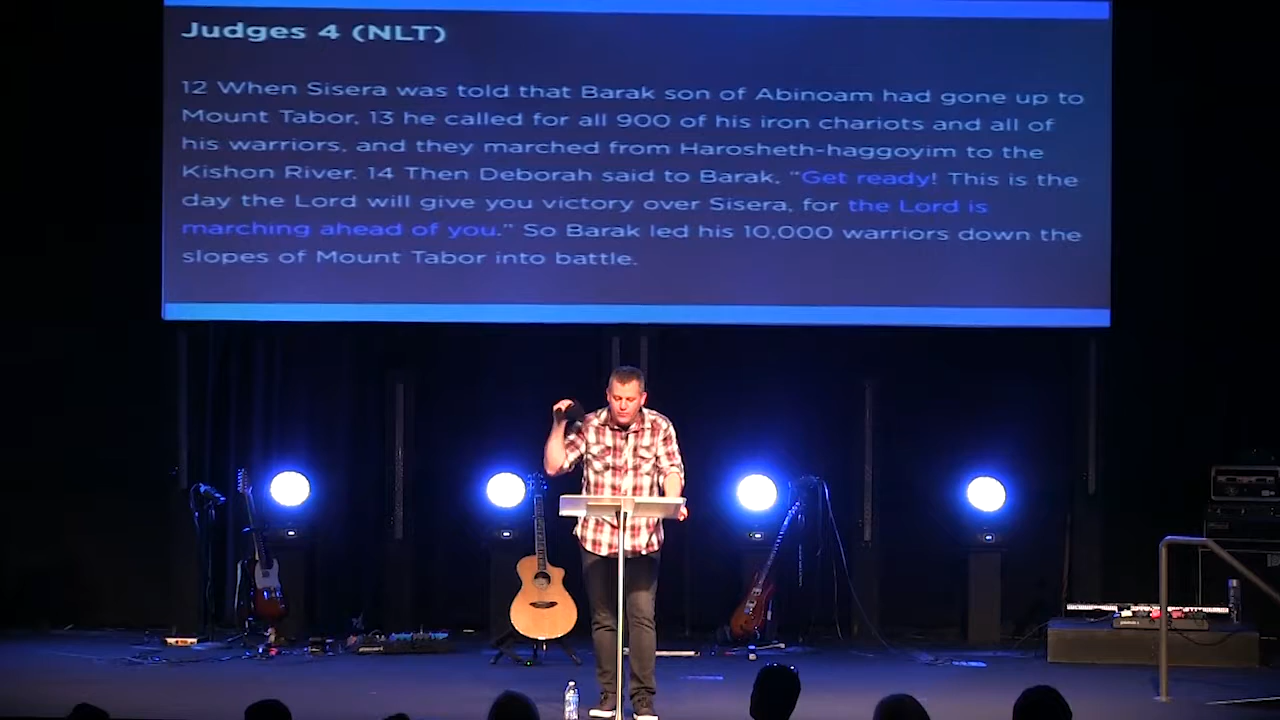 Judges 4 (NLT)
12 When Sisera was told that Barak son of Abinoam had gone up to
Mount Tabor, 13 he called for all 900 of his iron chariots and all of
his warriors, and they marched from Harosheth-haggoyim to the
Kishon River. 14 Then Deborah said to Barak, “Get ready! This is the
day the Lord will give you victory over Sisera, for the Lord is
marching ahead of you.” So Barak led his 10,000 warriors down the
slopes of Mount Tabor into battle.